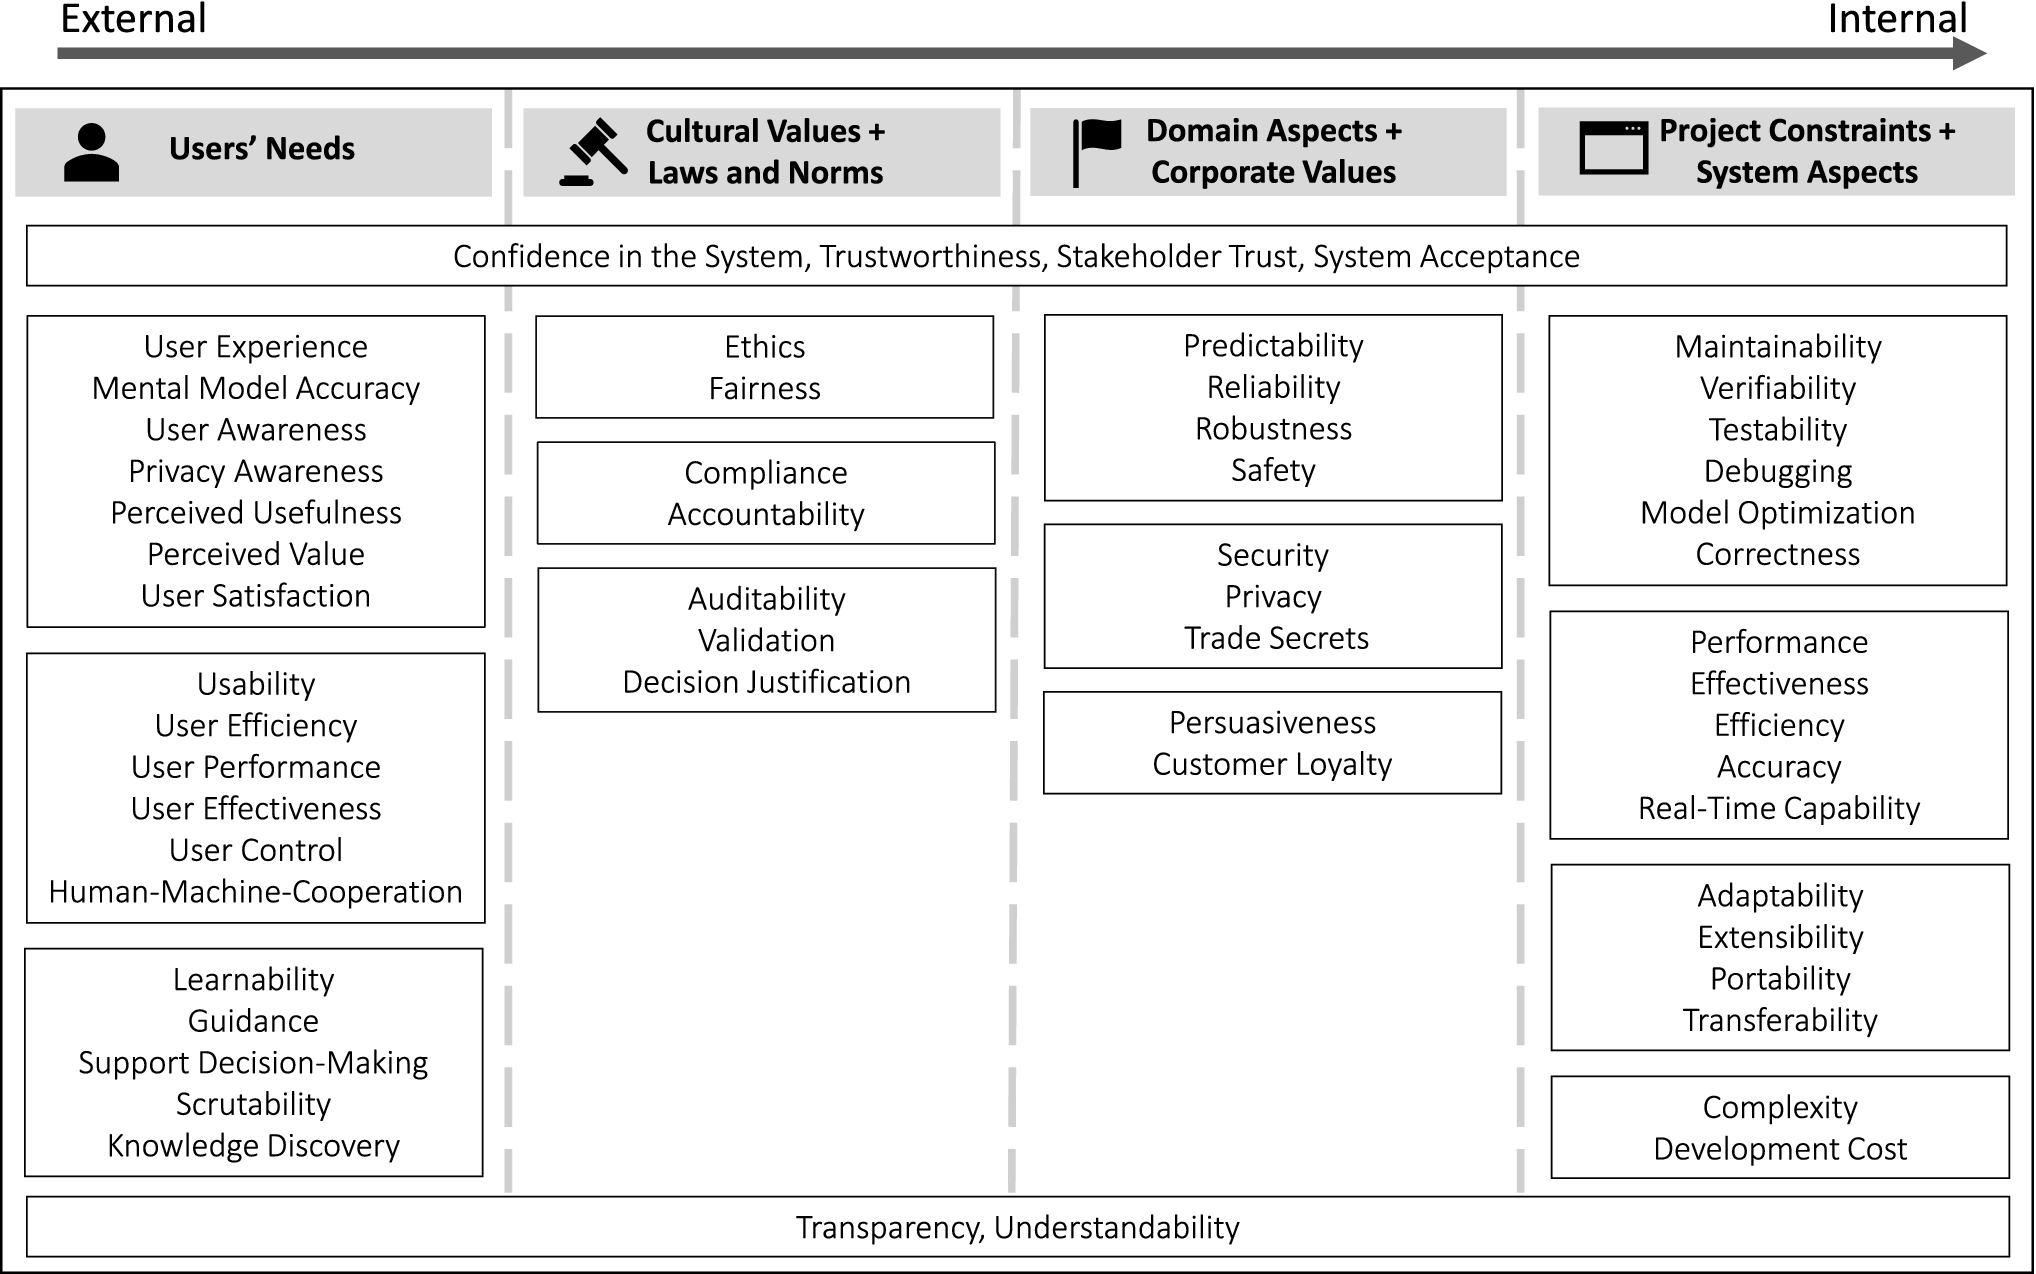 External
Internal
Users' Needs
Cultural Values +
Laws and Norms
Domain Aspects +
Corporate Values
Project Constraints +
System Aspects
Confidence in the System, Trustworthiness, Stakeholder Trust, System Acceptance
User Experience
Mental Model Accuracy
User Awareness
Privacy Awareness
Perceived Usefulness
Perceived Value
User Satisfaction
Usability
User Efficiency
User Performance
User Effectiveness
User Control
Human-Machine-Cooperation
Learnability
Guidance
Support Decision-Making
Scrutability
Knowledge Discovery
Ethics
Fairness
Compliance
Accountability
Auditability
Validation
Decision Justification
Predictability
Reliability
Robustness
Safety
Security
Privacy
Trade Secrets
Persuasiveness
Customer Loyalty
Maintainability
Verifiability
Testability
Debugging
Model Optimization
Correctness
Performance
Effectiveness
Efficiency
Accuracy
Real-Time Capability
Adaptability
Extensibility
Portability
Transferability
Complexity
Development Cost
Transparency, Understandability